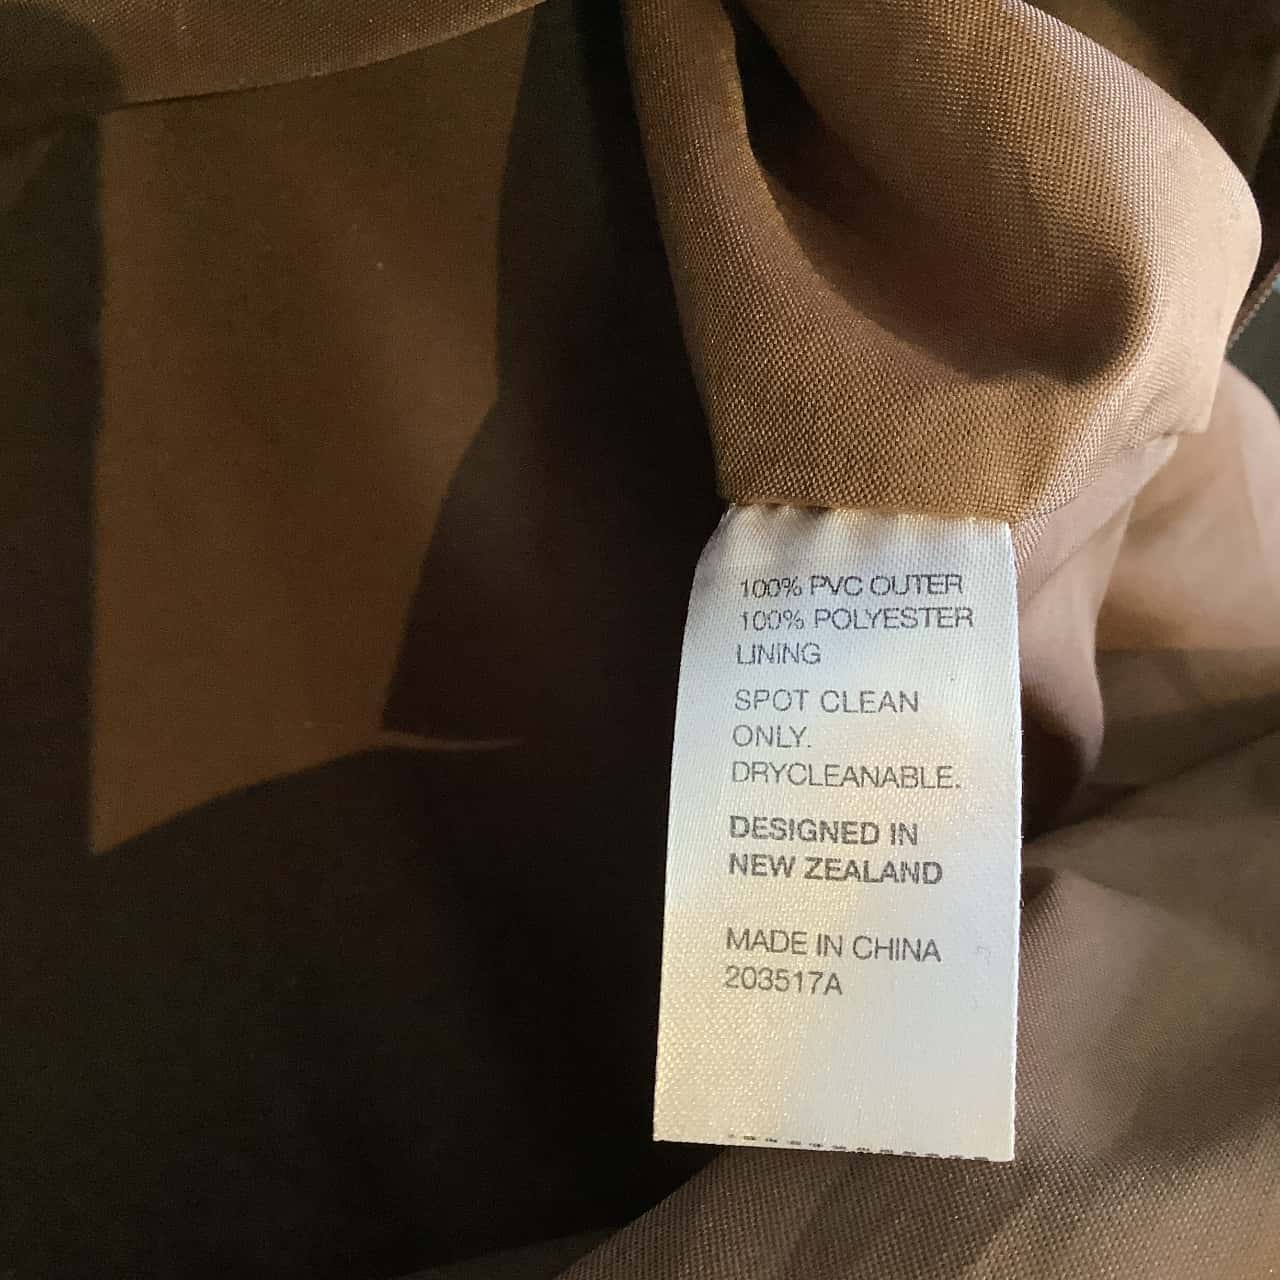 100% PVC OUTER
100% POLYESTER
LINING
SPOT CLEAN
ONLY.
DRYCLEANABLE.
DESIGNED IN
NEW ZEALAND
MADE IN CHINA
203517A